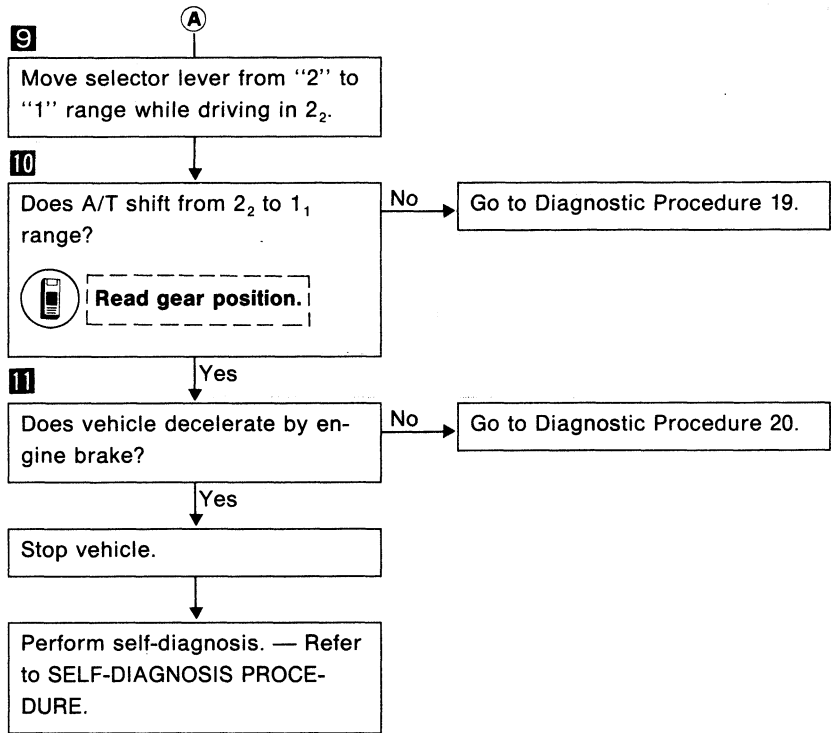 A
9
Move selector lever from “2” to
“1” range while driving in 2₂.
10
Does A/T shift from 2₂ to 1₁
range?
No
Go to Diagnostic Procedure 19.
Read gear position.
Yes
11
Does vehicle decelerate by en-
gine brake?
No
Go to Diagnostic Procedure 20.
Yes
Stop vehicle.
Perform self-diagnosis. — Refer
to SELF-DIAGNOSIS PROCE-
DURE.